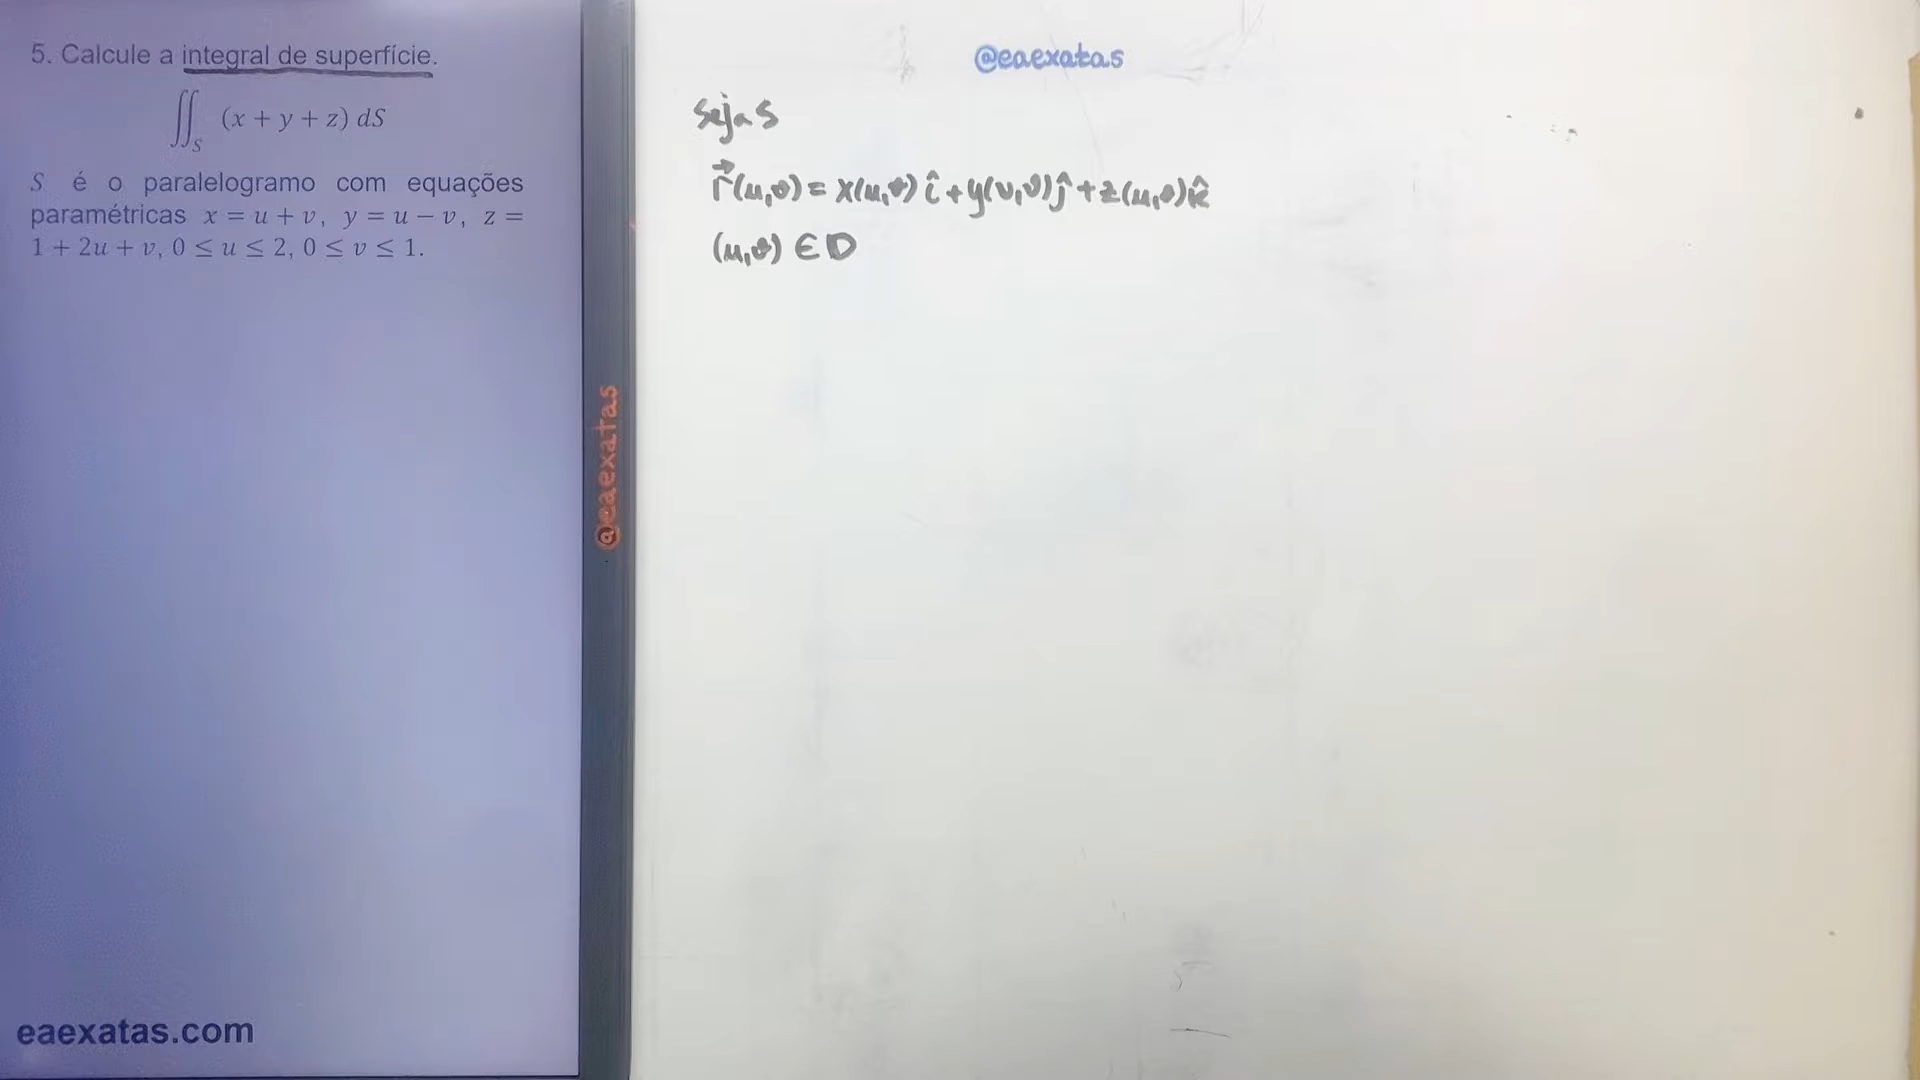 5. Calcule a integral de superfície.
∬_S (x + y + z) dS
S é o paralelogramo com equações
paramétricas x = u + v, y = u − v, z =
1 + 2u + v, 0 ≤ u ≤ 2, 0 ≤ v ≤ 1.
eaexatas.com
@eaexatas
@eaexatas
Seja S
r⃗(u,v) = x(u,v) î + y(u,v) ĵ + z(u,v) k̂
(u,v) ∈ D